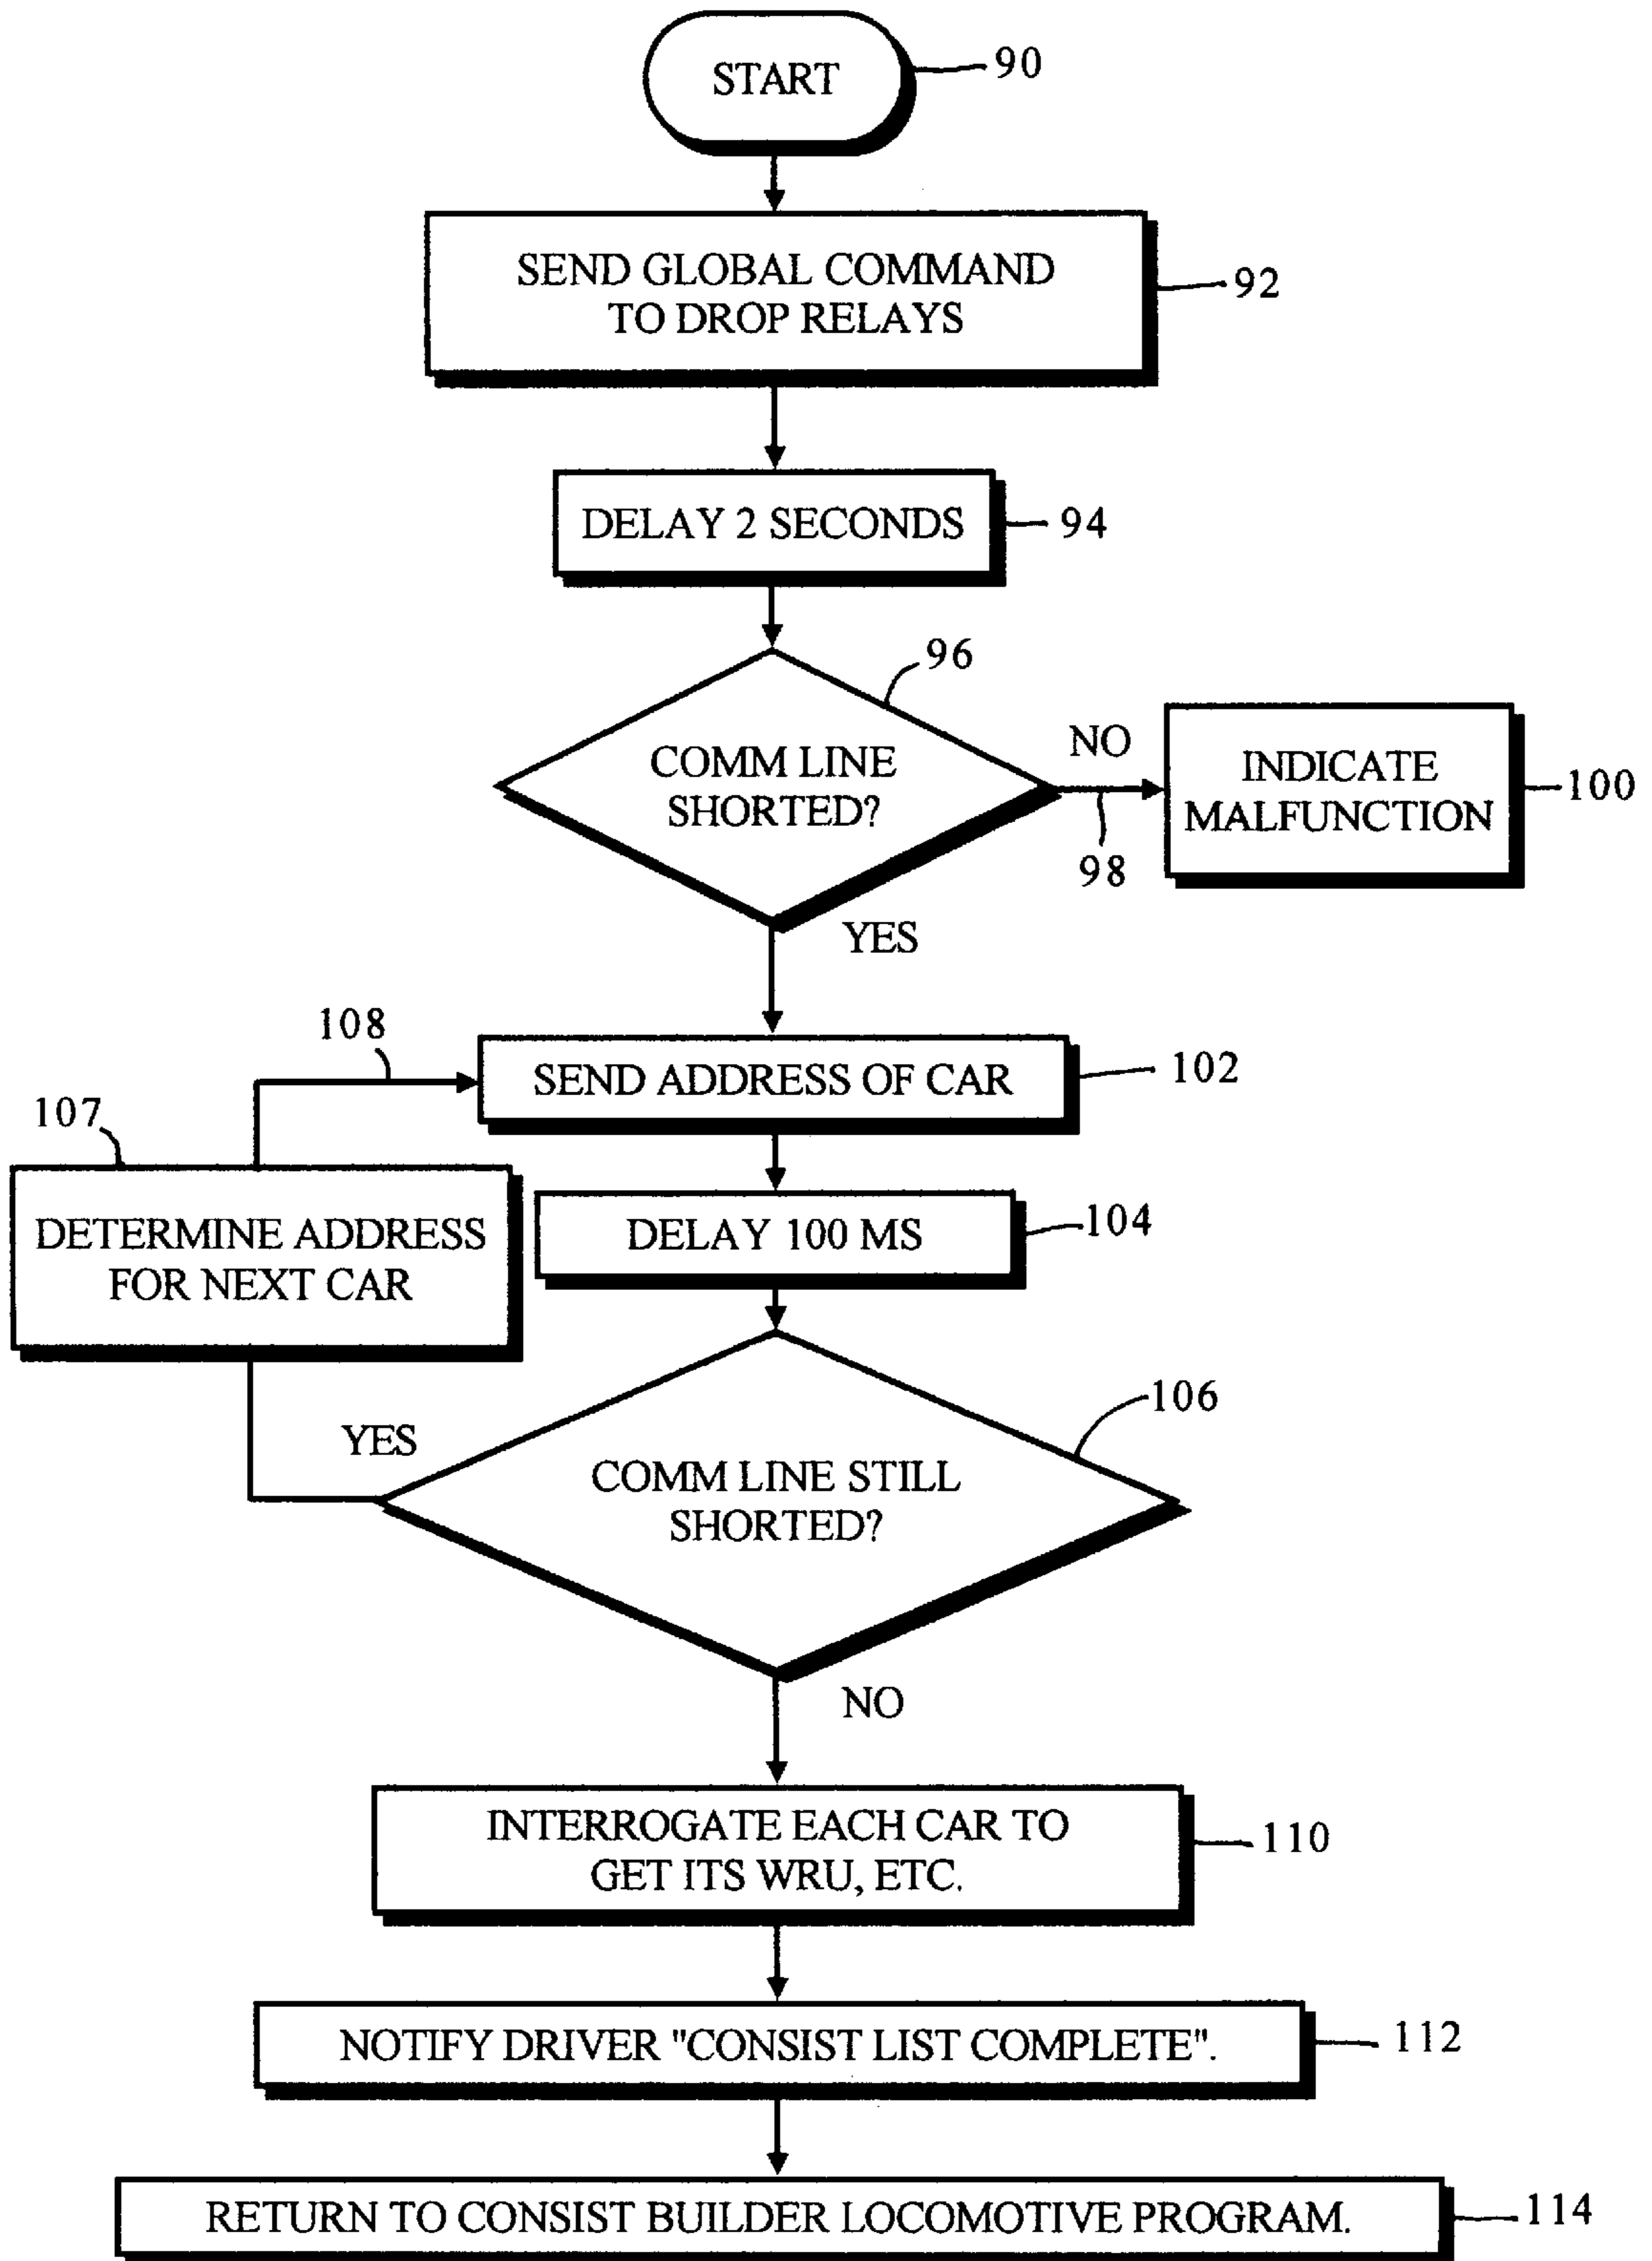 START
90
SEND GLOBAL COMMAND
TO DROP RELAYS
92
DELAY 2 SECONDS
94
96
COMM LINE
SHORTED?
NO
98
INDICATE
MALFUNCTION
100
YES
108
SEND ADDRESS OF CAR
102
107
DETERMINE ADDRESS
FOR NEXT CAR
DELAY 100 MS
104
106
YES
COMM LINE STILL
SHORTED?
NO
INTERROGATE EACH CAR TO
GET ITS WRU, ETC.
110
NOTIFY DRIVER "CONSIST LIST COMPLETE".
112
RETURN TO CONSIST BUILDER LOCOMOTIVE PROGRAM.
114